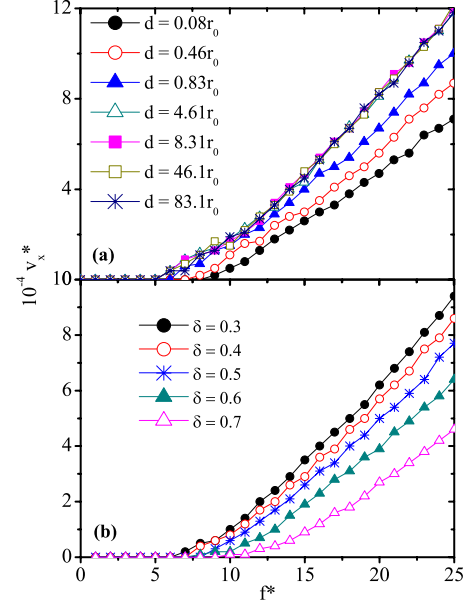 12
8
4
10
d = 0.08r₀
d = 0.46r₀
d = 0.83r₀
d = 4.61r₀
d = 8.31r₀
d = 46.1r₀
d = 83.1r₀
(a)
10⁻⁴ vₓ*
8
6
4
2
0
δ = 0.3
δ = 0.4
δ = 0.5
δ = 0.6
δ = 0.7
(b)
0 5 10 15 20 25
f*